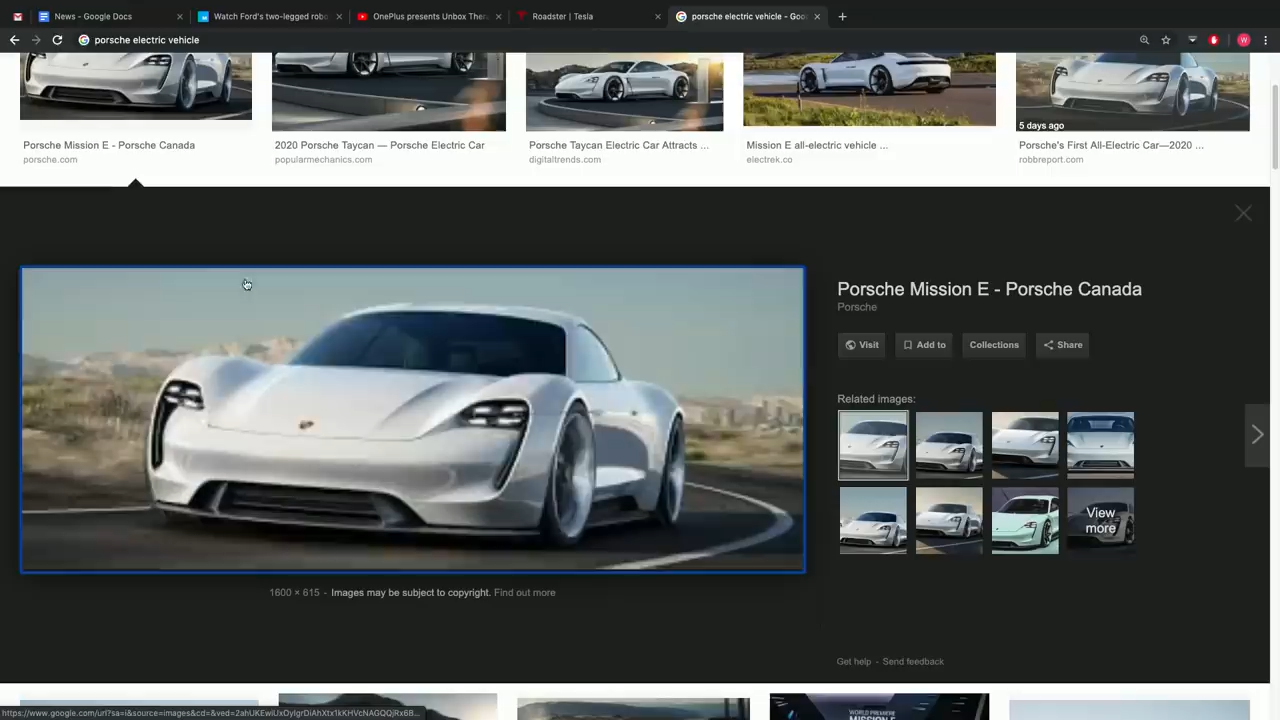 News - Google Docs
Watch Ford's two-legged robo
OnePlus presents Unbox Ther
Roadster | Tesla
porsche electric vehicle - Goo
porsche electric vehicle
W
5 days ago
Porsche Mission E - Porsche Canada
2020 Porsche Taycan — Porsche Electric Car
Porsche Taycan Electric Car Attracts ...
Mission E all-electric vehicle ...
Porsche's First All-Electric Car—2020 ...
porsche.com
popularmechanics.com
digitaltrends.com
electrek.co
robbreport.com
Porsche Mission E - Porsche Canada
Porsche
Visit
Add to
Collections
Share
Related images:
View
more
1600 × 615 - Images may be subject to copyright. Find out more
Get help - Send feedback
MISSION E